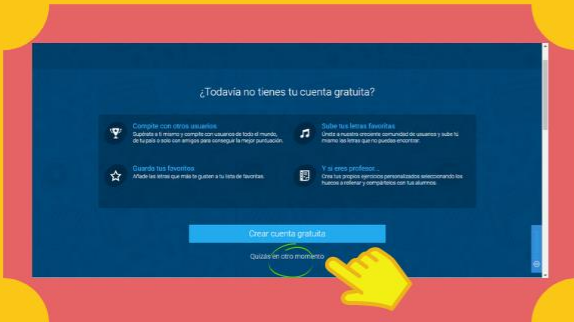 ¿Todavía no tienes tu cuenta gratuita?
Compite con otros usuarios
Supérate a ti mismo y compite con usuarios de todo el mundo,
de tu país o solo con amigos para conseguir la mejor puntuación.
Sube tus letras favoritas
Únete a nuestra creciente comunidad de usuarios y sube tú
mismo las letras que no puedas encontrar.
Guarda tus favoritos
Añade las letras que más te gusten a tu lista de favoritas.
Y si eres profesor...
Crea tus propios ejercicios personalizados seleccionando los
huecos a rellenar y compártelos con tus alumnos.
Crear cuenta gratuita
Quizás en otro momento